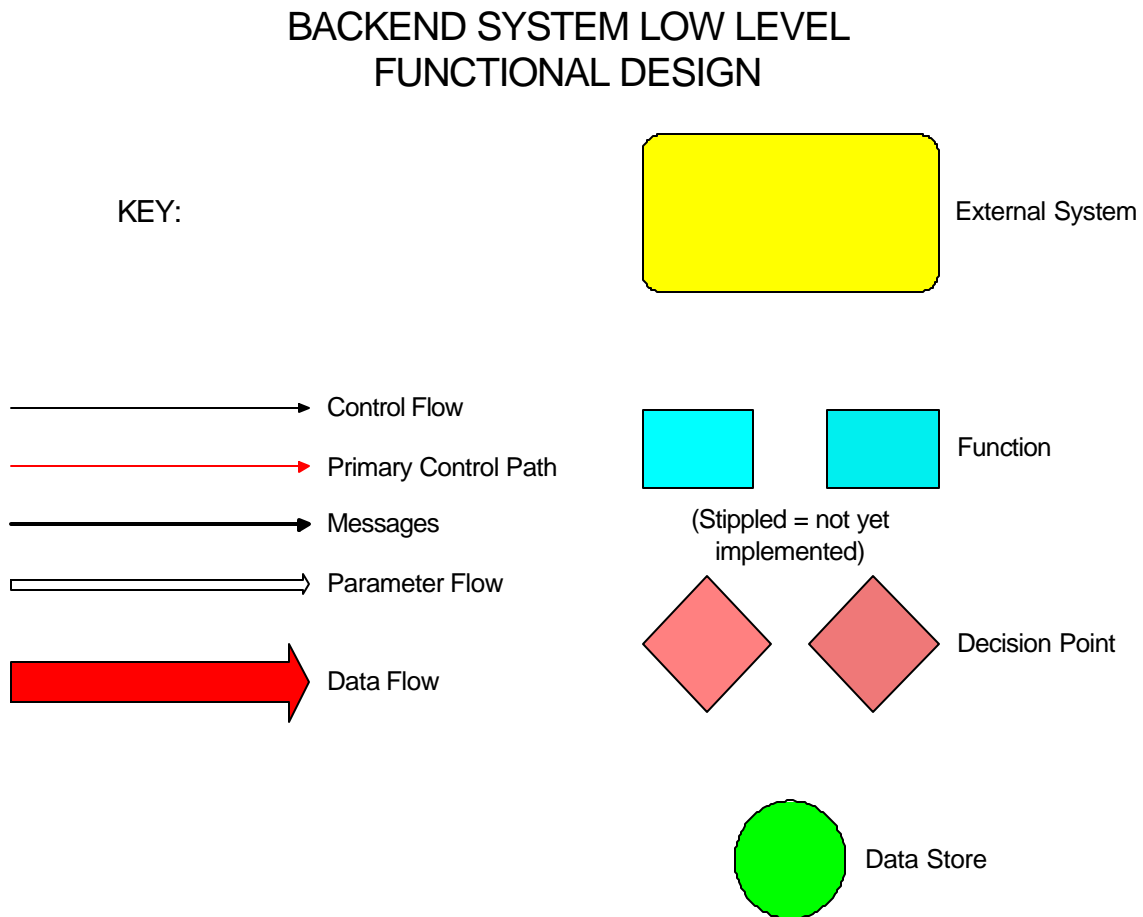 BACKEND SYSTEM LOW LEVEL
FUNCTIONAL DESIGN
KEY:
External System
Control Flow
Primary Control Path
Messages
Parameter Flow
Data Flow
Function
(Stippled = not yet
implemented)
Decision Point
Data Store